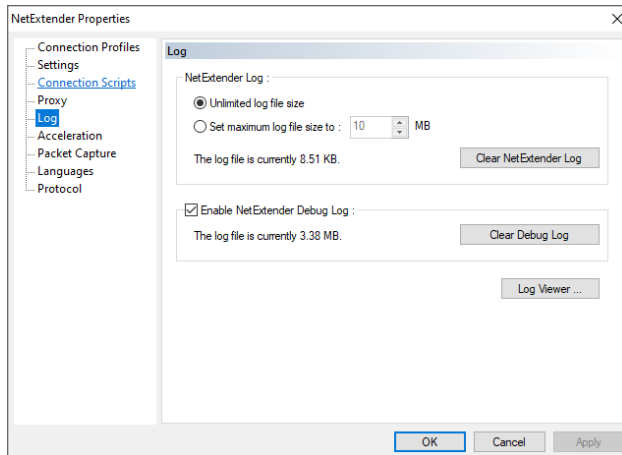 NetExtender Properties
Connection Profiles
Settings
Connection Scripts
Proxy
Log
Acceleration
Packet Capture
Languages
Protocol
Log
NetExtender Log :
Unlimited log file size
Set maximum log file size to : 10 MB
The log file is currently 8.51 KB.
Clear NetExtender Log
Enable NetExtender Debug Log :
The log file is currently 3.38 MB.
Clear Debug Log
Log Viewer ...
OK
Cancel
Apply